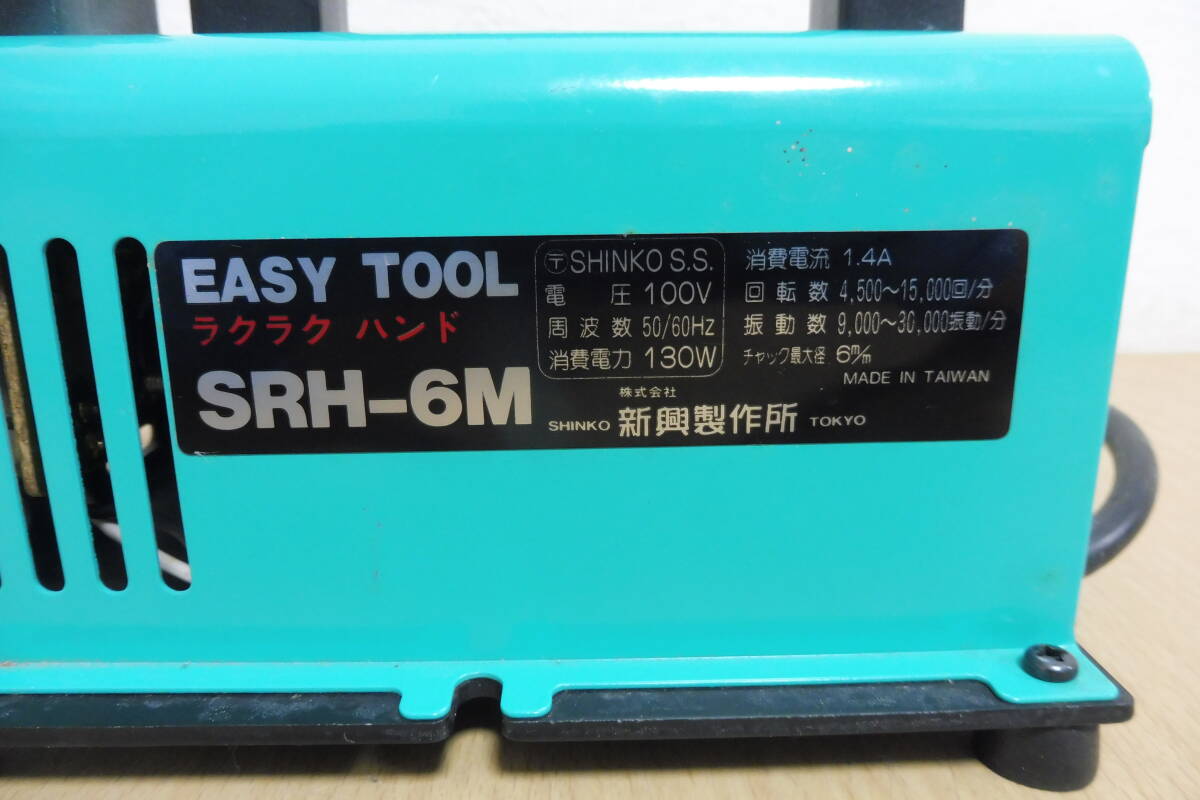 EASY TOOL
ラクラク ハンド
SRH-6M
〶SHINKO S.S.
電圧 100V
周波数 50/60Hz
消費電力 130W
消費電流 1.4A
回転数 4,500〜15,000回/分
振動数 9,000〜30,000振動/分
チャック最大径 6m/m
MADE IN TAIWAN
株式会社
SHINKO 新興製作所 TOKYO